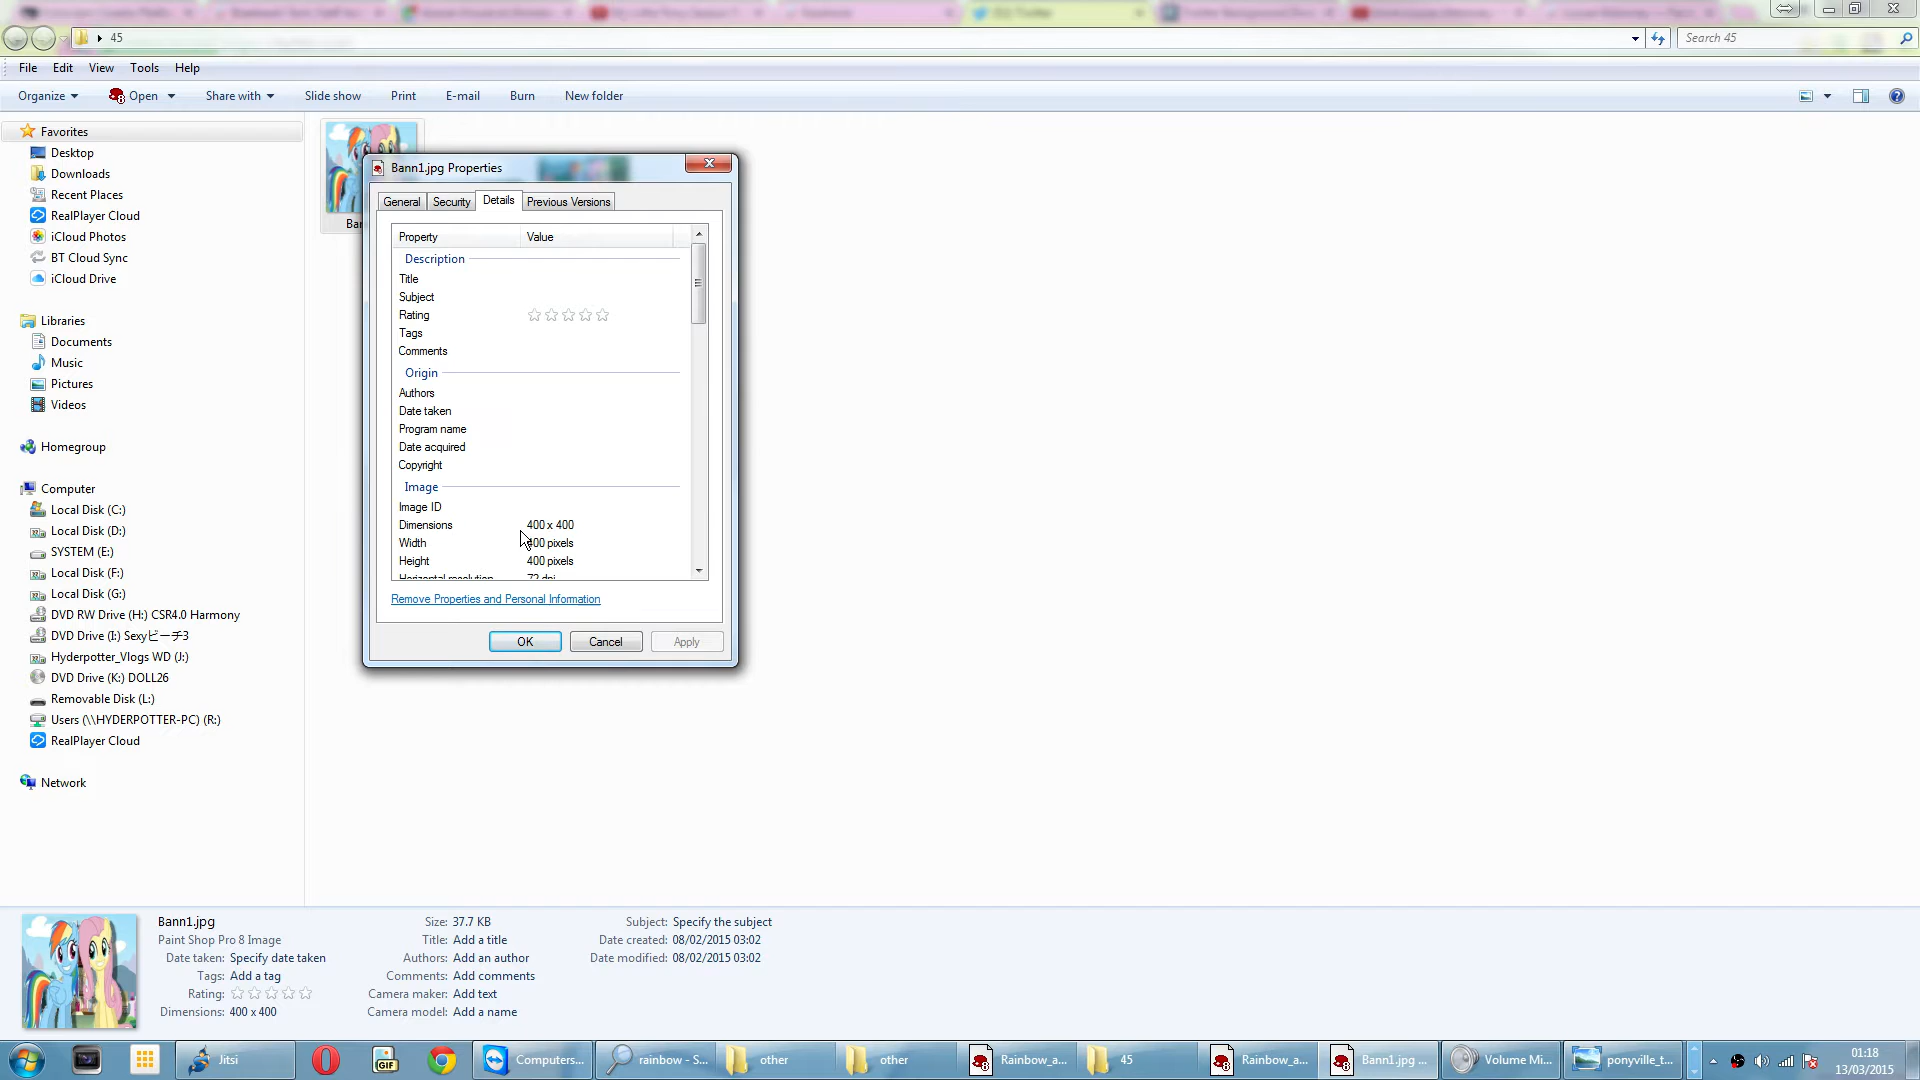 45
Search 45
File Edit View Tools Help
Organize Open Share with Slide show Print E-mail Burn New folder
Favorites
Desktop
Downloads
Recent Places
RealPlayer Cloud
iCloud Photos
BT Cloud Sync
iCloud Drive
Libraries
Documents
Music
Pictures
Videos
Homegroup
Computer
Local Disk (C:)
Local Disk (D:)
SYSTEM (E:)
Local Disk (F:)
Local Disk (G:)
DVD RW Drive (H:) CSR4.0 Harmony
DVD Drive (I:) Sexyビーチ3
Hyderpotter_Vlogs WD (J:)
DVD Drive (K:) DOLL26
Removable Disk (L:)
Users (\\HYDERPOTTER-PC) (R:)
RealPlayer Cloud
Network
Bann1.jpg Properties
General Security Details Previous Versions
Property Value
Description
Title
Subject
Rating
Tags
Comments
Origin
Authors
Date taken
Program name
Date acquired
Copyright
Image
Image ID
Dimensions 400 x 400
Width 400 pixels
Height 400 pixels
Horizontal resolution 72 dpi
Remove Properties and Personal Information
OK Cancel Apply
Bann1.jpg
Paint Shop Pro 8 Image
Date taken: Specify date taken
Tags: Add a tag
Rating:
Dimensions: 400 x 400
Size: 37.7 KB
Title: Add a title
Authors: Add an author
Comments: Add comments
Camera maker: Add text
Camera model: Add a name
Subject: Specify the subject
Date created: 08/02/2015 03:02
Date modified: 08/02/2015 03:02
Jitsi
GIF
Computers...
rainbow - S...
other
other
Rainbow_a...
45
Rainbow_a...
Bann1.jpg ...
Volume Mi...
ponyville_t...
01:18
13/03/2015